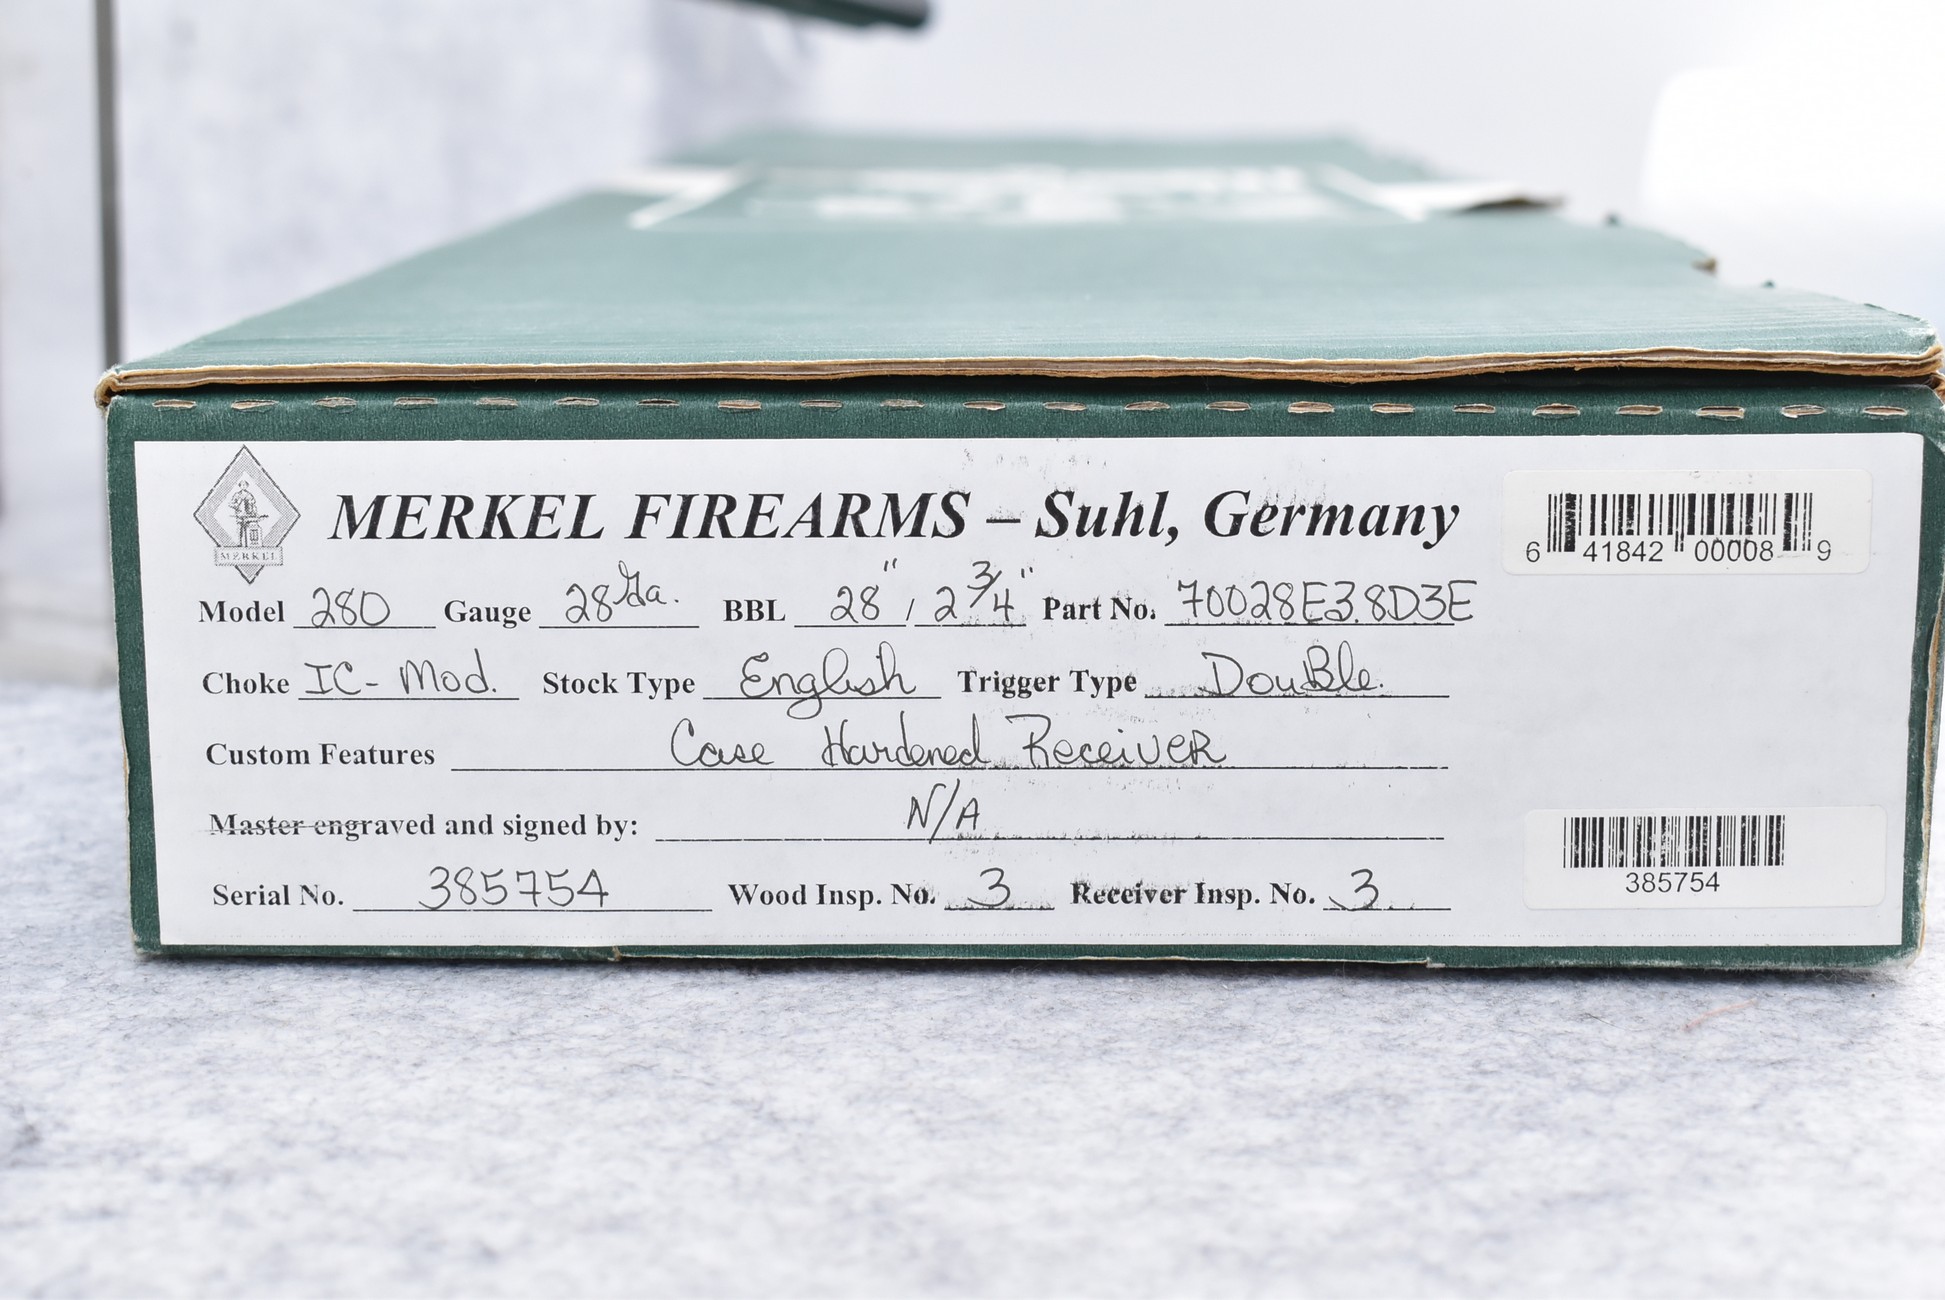 MERKEL
MERKEL FIREARMS – Suhl, Germany
6 41842 00008 9
Model 280 Gauge 28 Ga. BBL 28" / 2 3/4" Part No. 70028E3.8D3E
Choke IC- Mod. Stock Type English Trigger Type DouBle.
Custom Features Case Hardened ReceiveR
Master engraved and signed by: N/A
Serial No. 385754 Wood Insp. No. 3 Receiver Insp. No. 3
385754